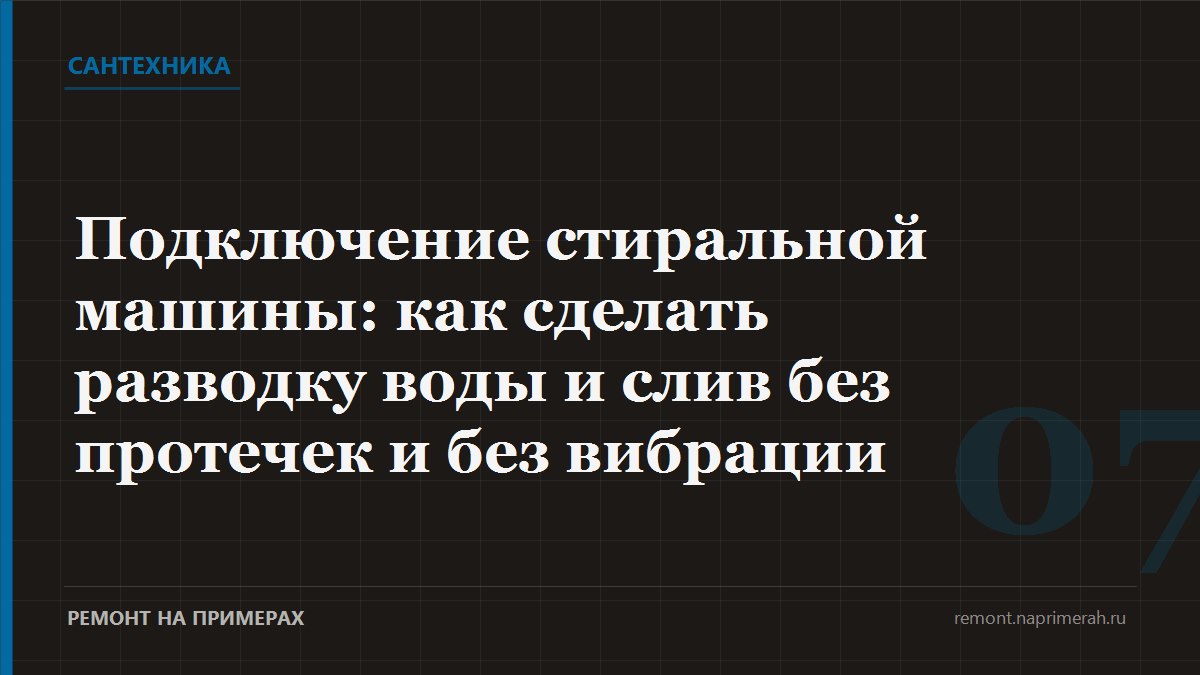 САНТЕХНИКА
Подключение стиральной
машины: как сделать
разводку воды и слив без
протечек и без вибрации
07
РЕМОНТ НА ПРИМЕРАХ
remont.naprimerah.ru